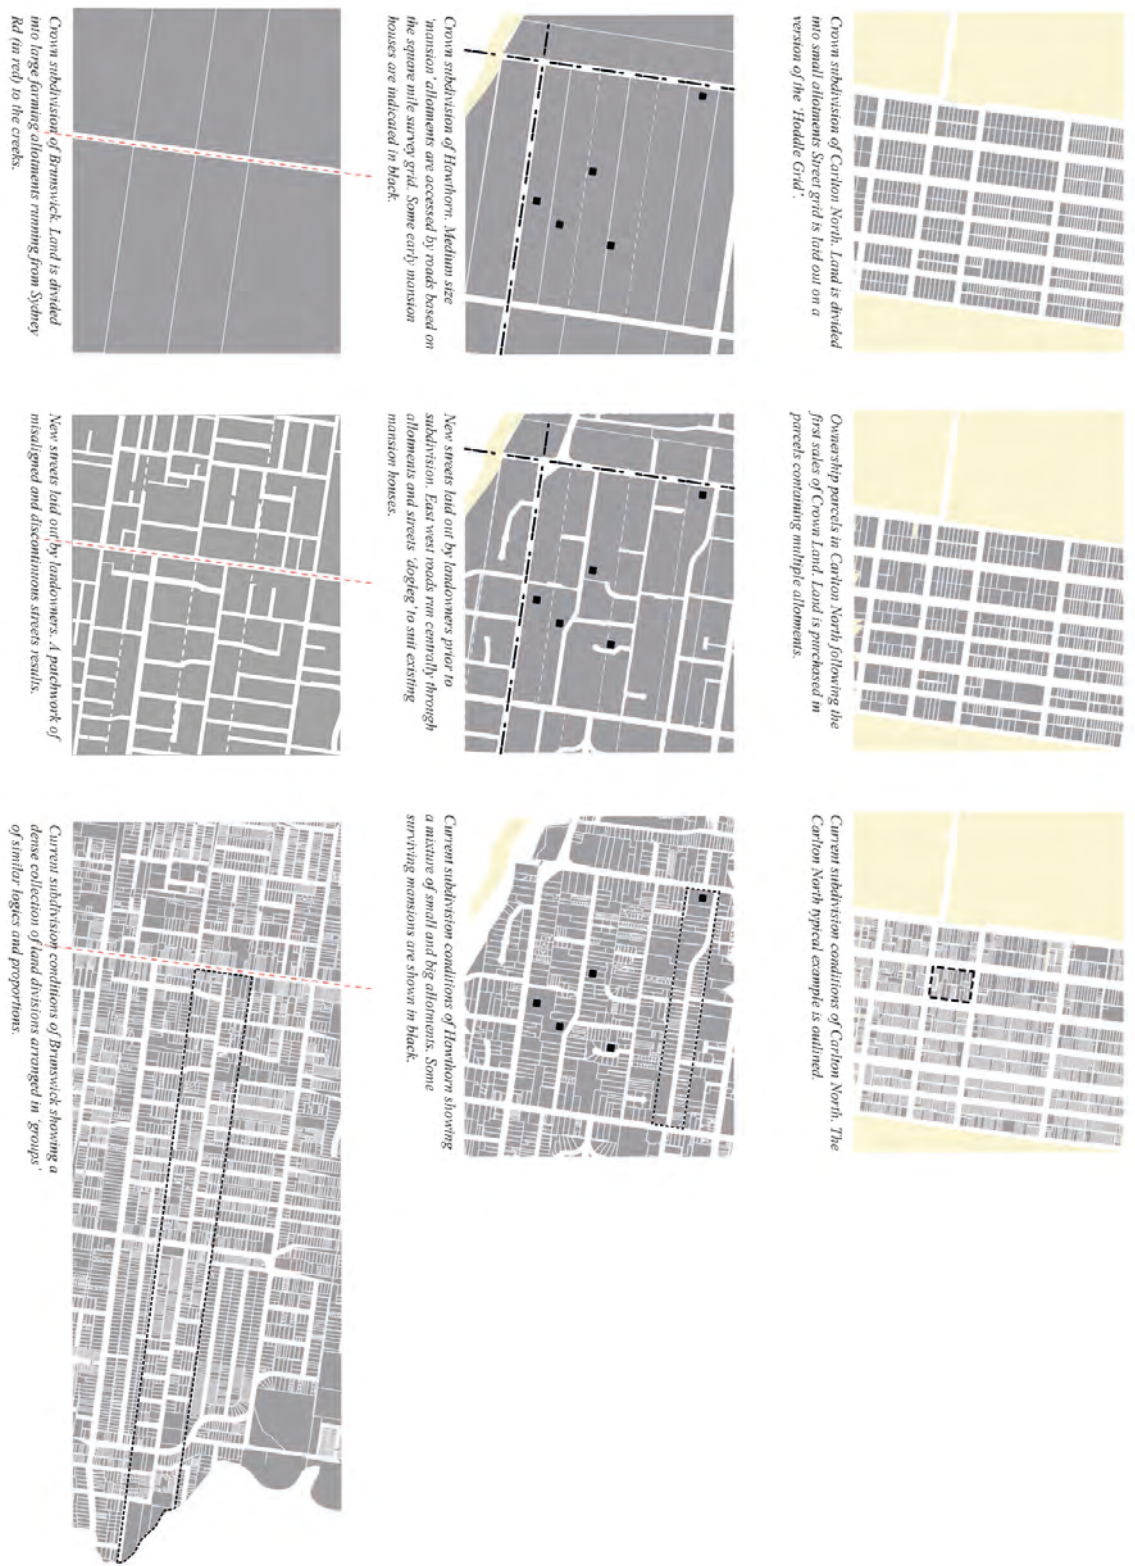 Crown subdivision of Carlton North. Land is divided
into small allotments Street grid is laid out on a
version of the 'Hoddle Grid'.
Ownership parcels in Carlton North following the
first sales of Crown Land. Land is purchased in
parcels containing multiple allotments.
Current subdivision conditions of Carlton North. The
Carlton North typical example is outlined.
Crown subdivision of Hawthorn. Medium size
'mansion' allotments are accessed by roads based on
the square mile survey grid. Some early mansion
houses are indicated in black.
New streets laid out by landowners prior to
subdivision. East west roads run centrally through
allotments and streets 'dogleg' to suit existing
mansion houses.
Current subdivision conditions of Hawthorn showing
a mixture of small and big allotments. Some
surviving mansions are shown in black.
Crown subdivision of Brunswick. Land is divided
into large farming allotments running from Sydney
Rd (in red) to the creeks.
New streets laid out by landowners. A patchwork of
misaligned and discontinuous streets results.
Current subdivision conditions of Brunswick showing a
dense collection of land divisions arranged in 'groups'
of similar logics and proportions.